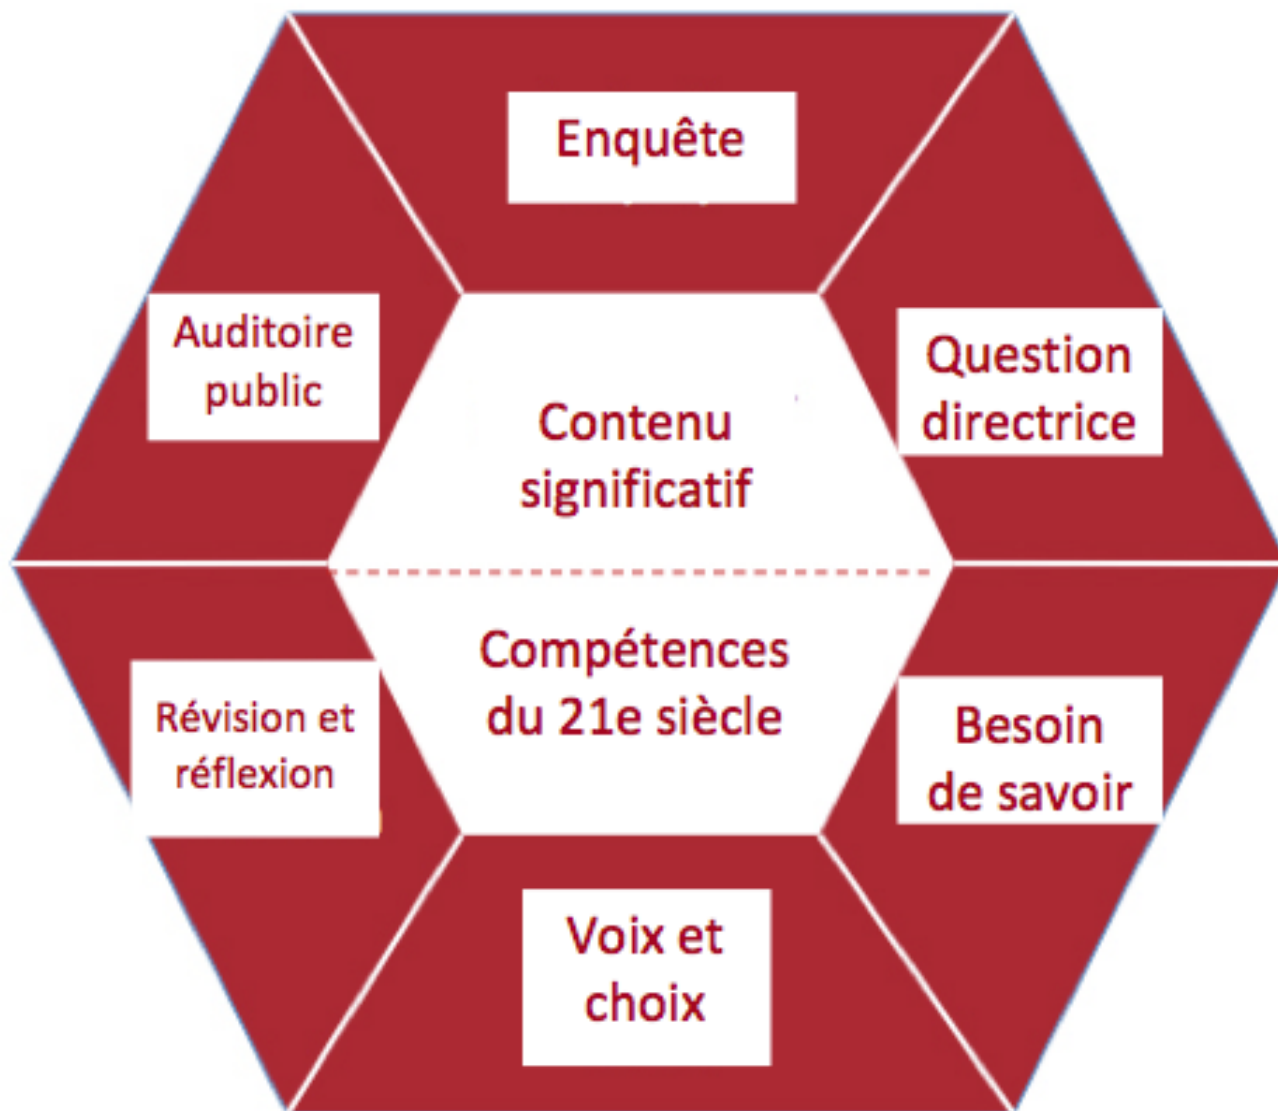 Enquête
Auditoire
public
Question
directrice
Contenu
significatif
Compétences
du 21e siècle
Révision et
réflexion
Besoin
de savoir
Voix et
choix